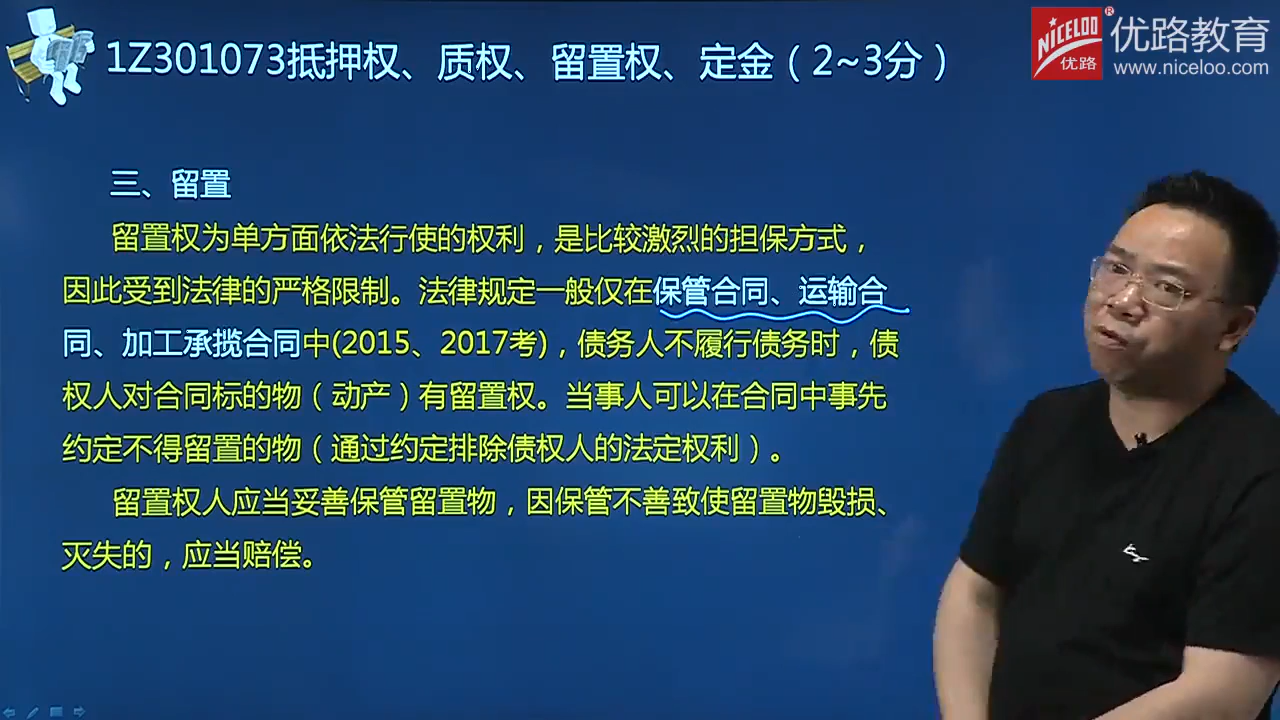 1Z301073抵押权、质权、留置权、定金（2~3分）
NICELOO
优路
®
优路教育
www.niceloo.com
三、留置
留置权为单方面依法行使的权利，是比较激烈的担保方式，
因此受到法律的严格限制。法律规定一般仅在保管合同、运输合
同、加工承揽合同中(2015、2017考)，债务人不履行债务时，债
权人对合同标的物（动产）有留置权。当事人可以在合同中事先
约定不得留置的物（通过约定排除债权人的法定权利）。
留置权人应当妥善保管留置物，因保管不善致使留置物毁损、
灭失的，应当赔偿。